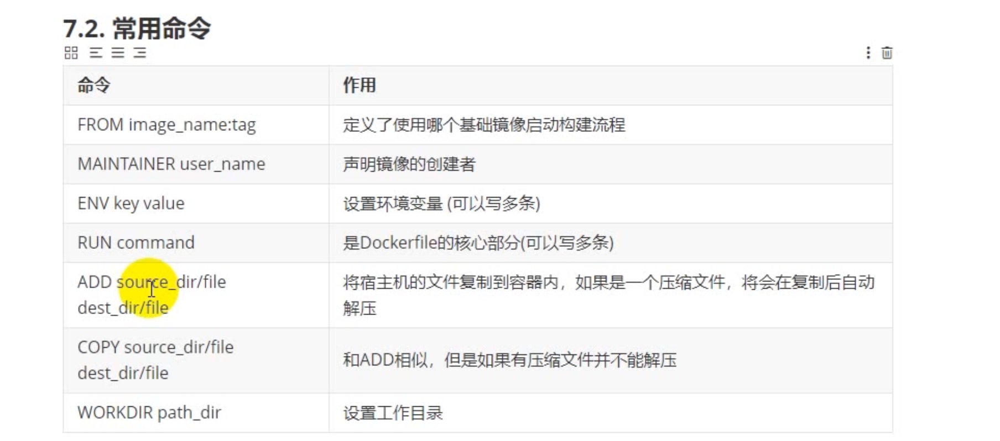 7.2. 常用命令
命令
作用
FROM image_name:tag
定义了使用哪个基础镜像启动构建流程
MAINTAINER user_name
声明镜像的创建者
ENV key value
设置环境变量 (可以写多条)
RUN command
是Dockerfile的核心部分(可以写多条)
ADD source_dir/file
dest_dir/file
将宿主机的文件复制到容器内，如果是一个压缩文件，将会在复制后自动
解压
COPY source_dir/file
dest_dir/file
和ADD相似，但是如果有压缩文件并不能解压
WORKDIR path_dir
设置工作目录